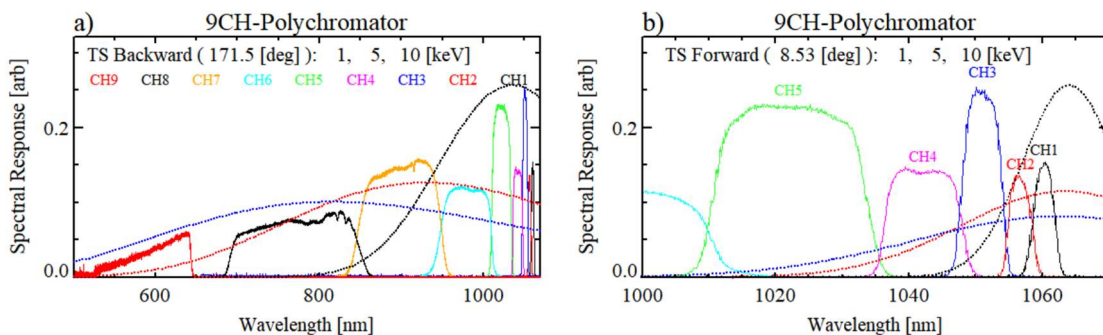 a) 9CH-Polychromator
TS Backward ( 171.5 [deg] ): 1, 5, 10 [keV]
CH9 CH8 CH7 CH6 CH5 CH4 CH3 CH2 CH1
Spectral Response [arb]
0.2
0.0
600 800 1000
Wavelength [nm]
b) 9CH-Polychromator
TS Forward ( 8.53 [deg] ): 1, 5, 10 [keV]
CH3
CH5
CH4
CH1
CH2
Spectral Response [arb]
0.2
0.0
1000 1020 1040 1060
Wavelength [nm]